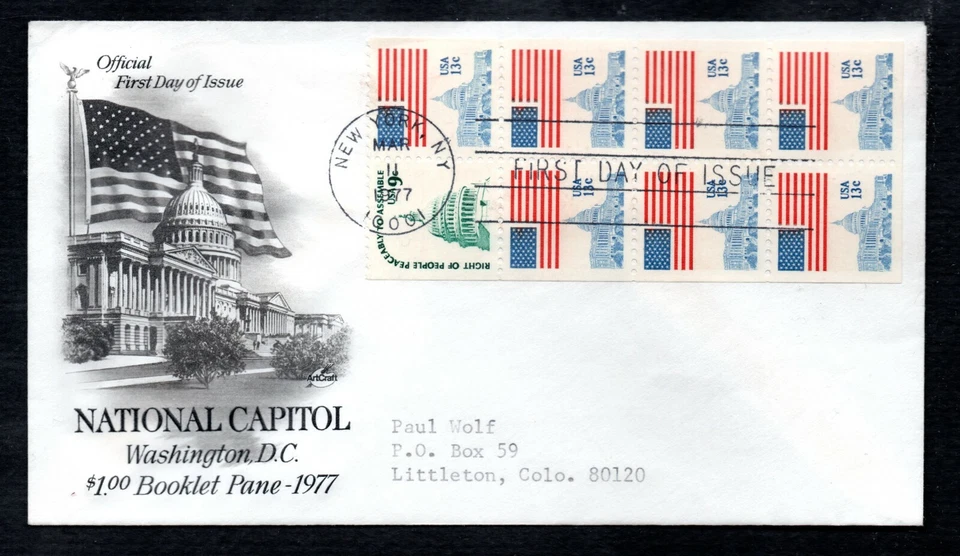 Official
First Day of Issue
USA 13c
USA 13c
USA 13c
USA 13c
NEW YORK, NY
MAR
11
1977
FIRST DAY OF ISSUE
RIGHT OF PEOPLE PEACEABLY TO ASSEMBLE
9c
USA 13c
USA 13c
USA 13c
ArtCraft
NATIONAL CAPITOL
Washington, D.C.
$1.00 Booklet Pane-1977
Paul Wolf
P.O. Box 59
Littleton, Colo. 80120